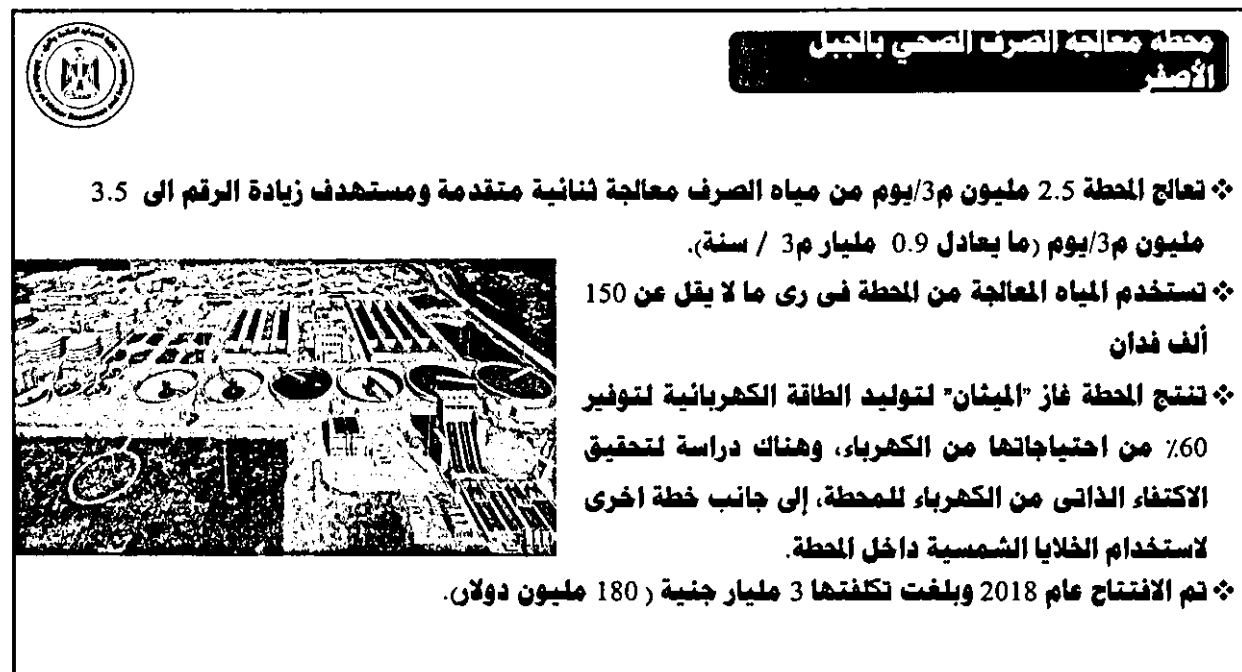 محطه معالجه الصرف الصحي بالجبل
الأصفر
❖ تعالج المحطة 2.5 مليون م3/يوم من مياه الصرف معالجة ثنائية متقدمة ومستهدف زيادة الرقم الى 3.5
مليون م3/يوم (ما يعادل 0.9 مليار م3 / سنة).
❖ تستخدم المياه المعالجة من المحطة فى رى ما لا يقل عن 150
ألف فدان
❖ تنتج المحطة غاز "الميثان" لتوليد الطاقة الكهربائية لتوفير
60٪ من احتياجاتها من الكهرباء، وهناك دراسة لتحقيق
الاكتفاء الذاتى من الكهرباء للمحطة، إلى جانب خطة اخرى
لاستخدام الخلايا الشمسية داخل المحطة.
❖ تم الافتتاح عام 2018 وبلغت تكلفتها 3 مليار جنية ( 180 مليون دولار).